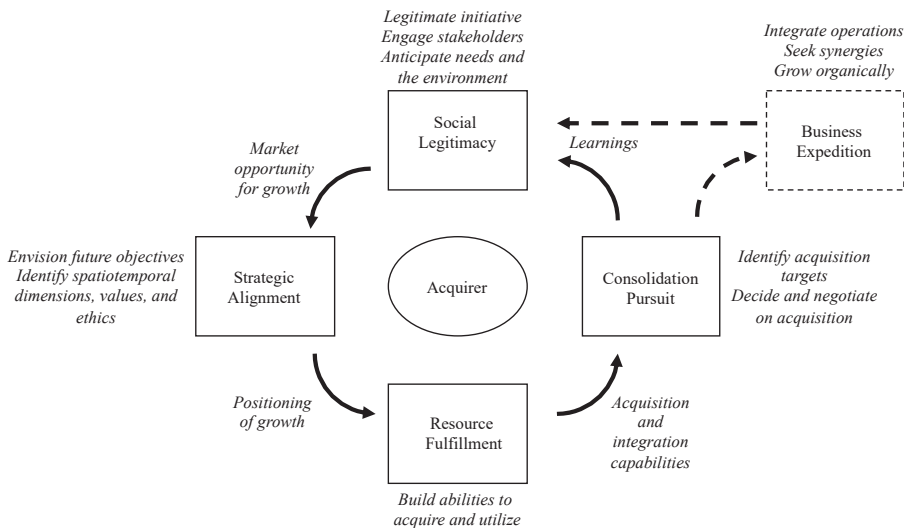 Legitimate initiative
Engage stakeholders
Anticipate needs and
the environment
Social
Legitimacy
Integrate operations
Seek synergies
Grow organically
Business
Expedition
Learnings
Market
opportunity
for growth
Envision future objectives
Identify spatiotemporal
dimensions, values, and
ethics
Strategic
Alignment
Acquirer
Consolidation
Pursuit
Identify acquisition
targets
Decide and negotiate
on acquisition
Positioning
of growth
Resource
Fulfillment
Acquisition
and
integration
capabilities
Build abilities to
acquire and utilize